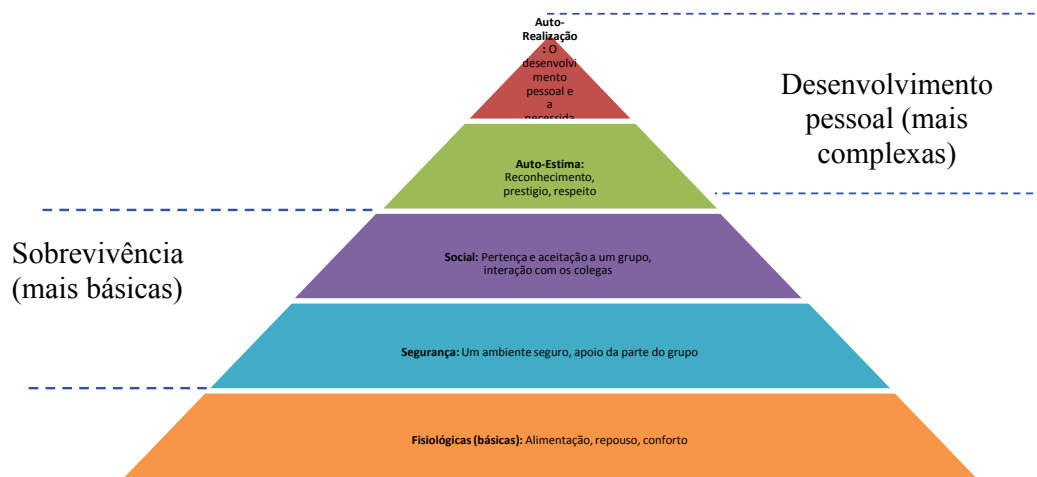 Auto-
Realização
: O
desenvolvi
mento
pessoal e
a
necessida
Desenvolvimento
pessoal (mais
complexas)
Auto-Estima:
Reconhecimento,
prestigio, respeito
Sobrevivência
(mais básicas)
Social: Pertença e aceitação a um grupo,
interação com os colegas
Segurança: Um ambiente seguro, apoio da parte do grupo
Fisiológicas (básicas): Alimentação, repouso, conforto